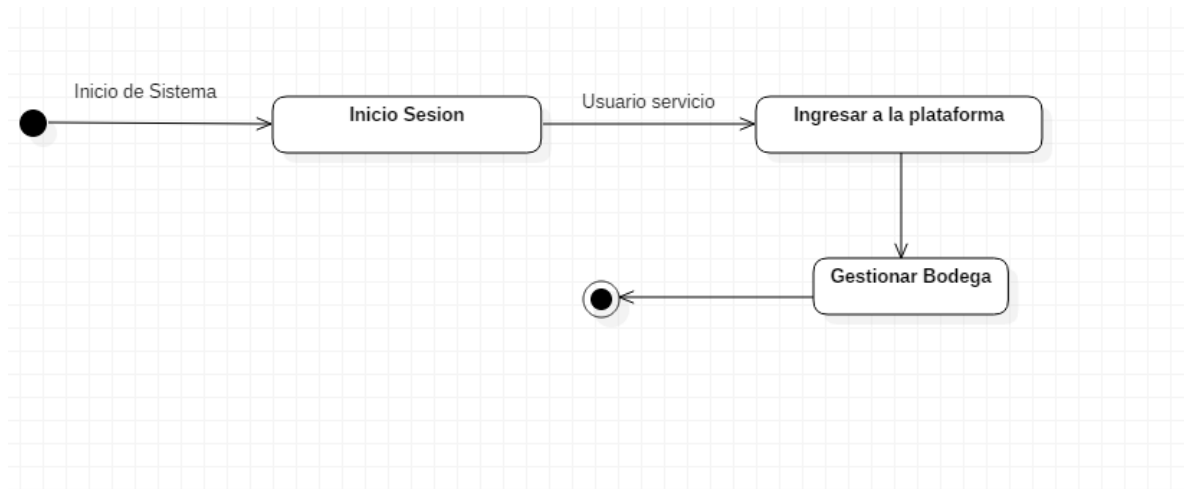 Inicio de Sistema
Inicio Sesion
Usuario servicio
Ingresar a la plataforma
Gestionar Bodega